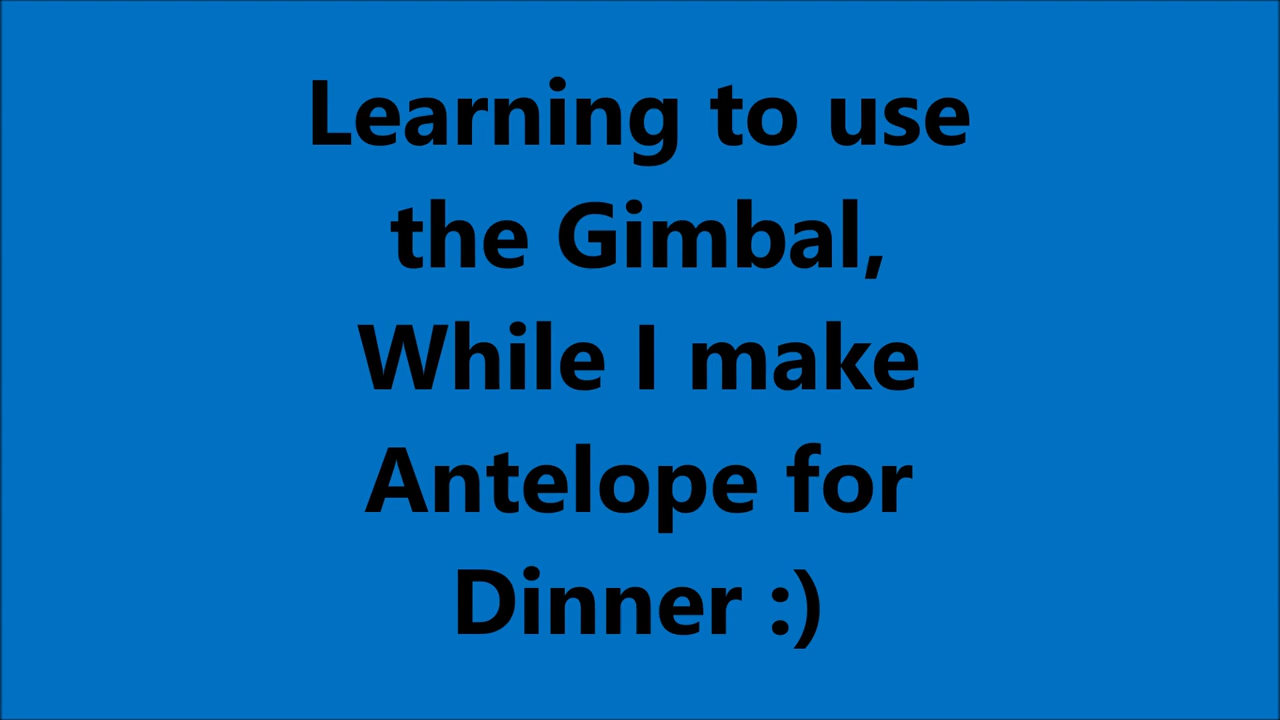 Learning to use
the Gimbal,
While I make
Antelope for
Dinner :)